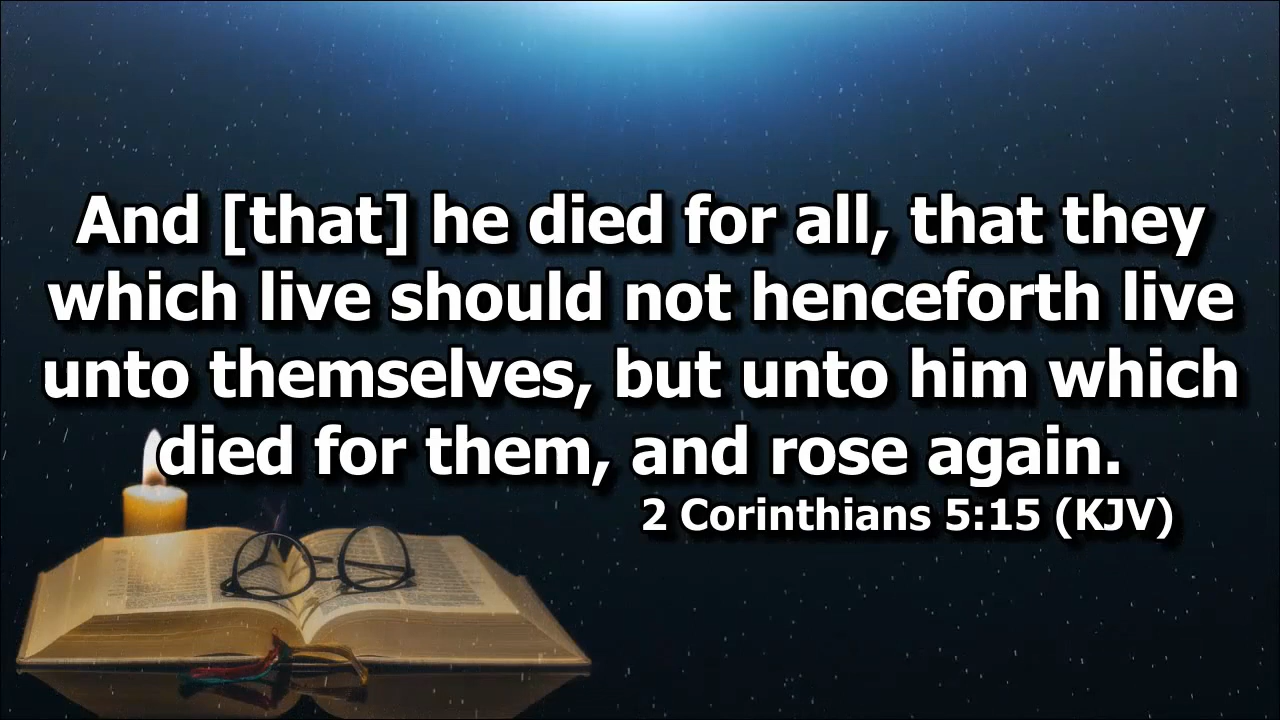 And [that] he died for all, that they
which live should not henceforth live
unto themselves, but unto him which
died for them, and rose again.
2 Corinthians 5:15 (KJV)